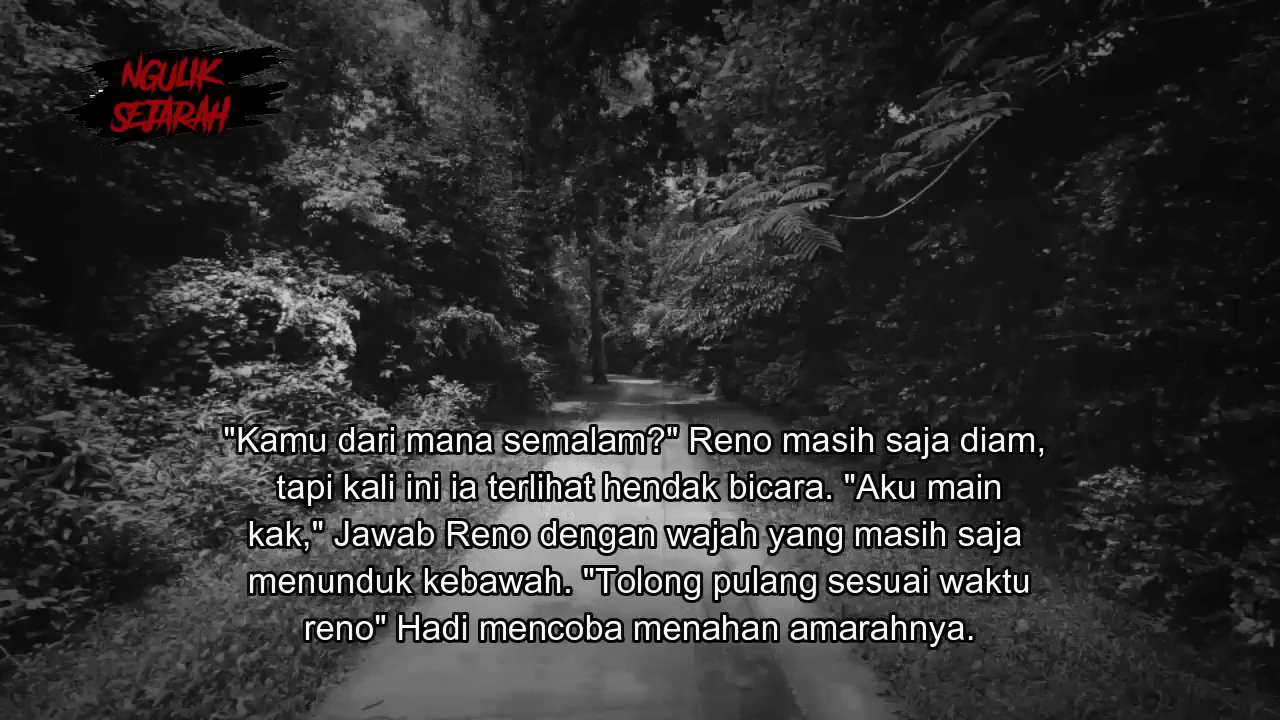 NGULIK
SEJARAH
"Kamu dari mana semalam?" Reno masih saja diam,
tapi kali ini ia terlihat hendak bicara. "Aku main
kak," Jawab Reno dengan wajah yang masih saja
menunduk kebawah. "Tolong pulang sesuai waktu
reno" Hadi mencoba menahan amarahnya.